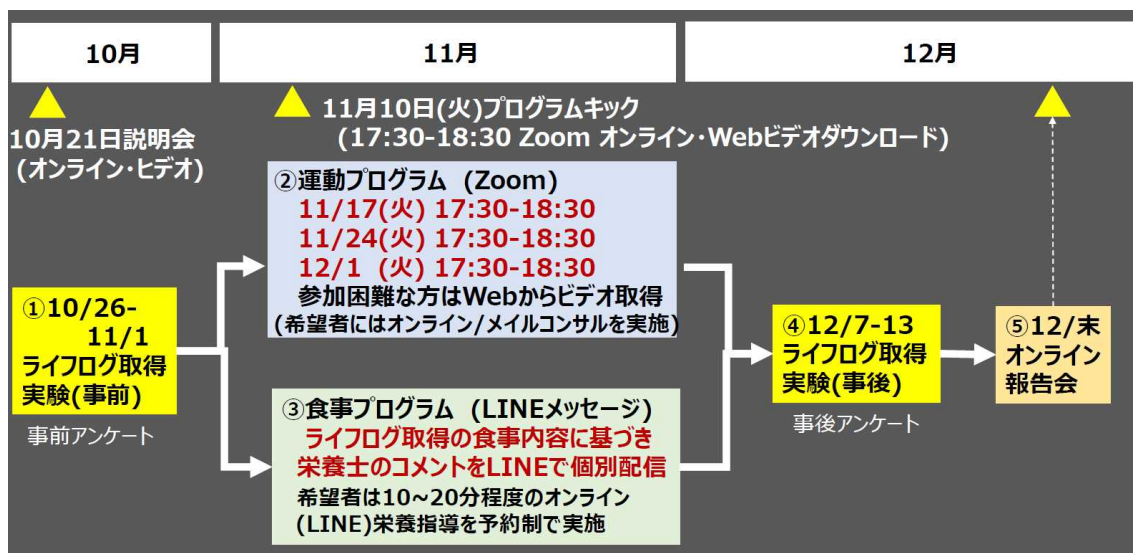 10月
11月
12月
10月21日説明会
(オンライン・ヒデオ)
11月10日(火)プログラムキック
(17:30-18:30 Zoom オンライン・Webビデオダウンロード)
①10/26-
11/1
ライフログ取得
実験(事前)
事前アンケート
②運動プログラム (Zoom)
11/17(火) 17:30-18:30
11/24(火) 17:30-18:30
12/1 (火) 17:30-18:30
参加困難な方はWebからビデオ取得
(希望者にはオンライン/メイルコンサルを実施)
③食事プログラム (LINEメッセージ)
ライフログ取得の食事内容に基づき
栄養士のコメントをLINEで個別配信
希望者は10~20分程度のオンライン
(LINE)栄養指導を予約制で実施
④12/7-13
ライフログ取得
実験(事後)
事後アンケート
⑤12/末
オンライン
報告会